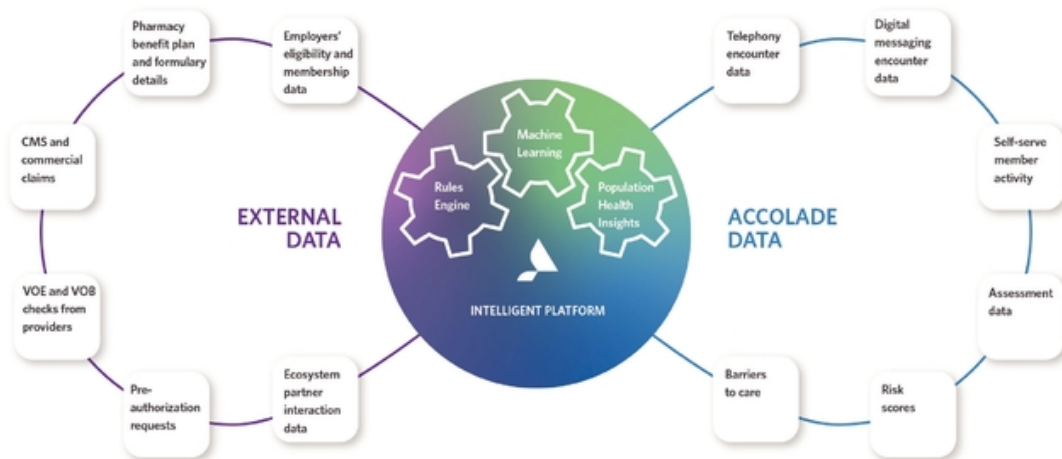 Pharmacy
benefit plan
and formulary
details
Employers'
eligibility and
membership
data
CMS and
commercial
claims
VOE and VOB
checks from
providers
Pre-
authorization
requests
Ecosystem
partner
interaction
data
EXTERNAL
DATA
Rules
Engine
Machine
Learning
Population
Health
Insights
INTELLIGENT PLATFORM
ACCOLADE
DATA
Telephony
encounter
data
Digital
messaging
encounter
data
Self-serve
member
activity
Assessment
data
Risk
scores
Barriers
to care